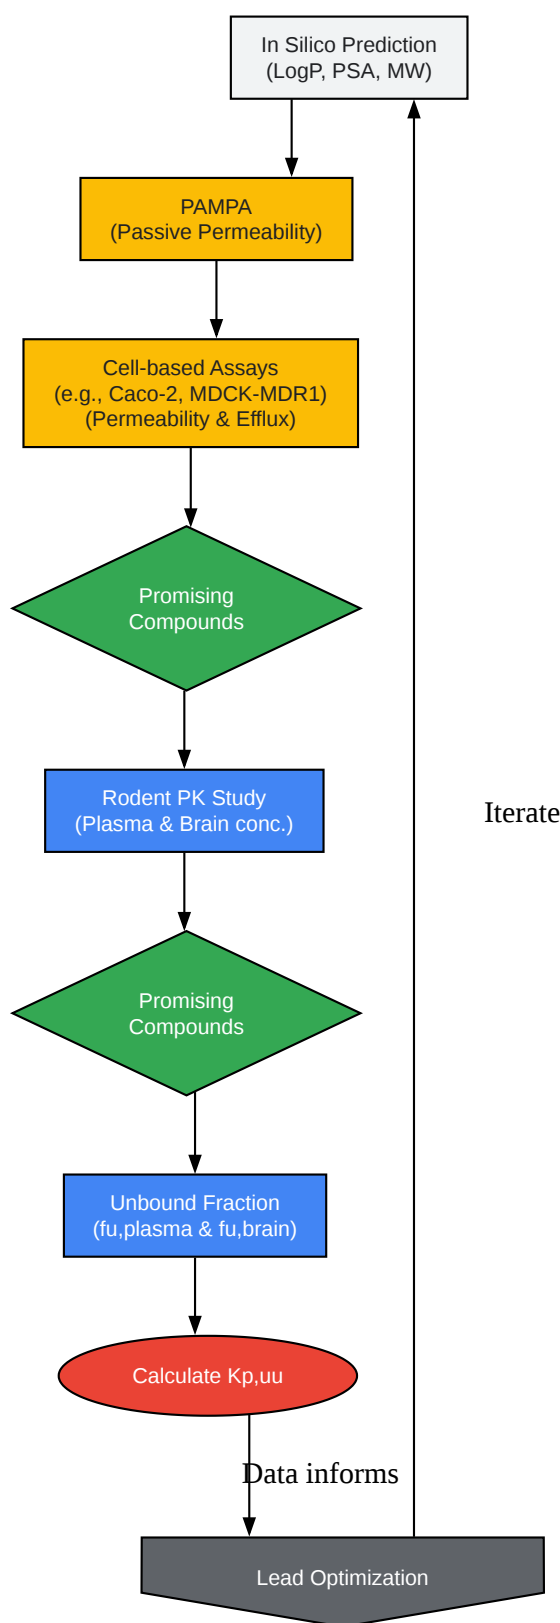 In Silico Prediction
(LogP, PSA, MW)
PAMPA
(Passive Permeability)
Cell-based Assays
(e.g., Caco-2, MDCK-MDR1)
(Permeability & Efflux)
Promising
Compounds
Rodent PK Study
(Plasma & Brain conc.)
Iterate
Promising
Compounds
Unbound Fraction
(fu,plasma & fu,brain)
Calculate Kp,uu
Data informs
Lead Optimization